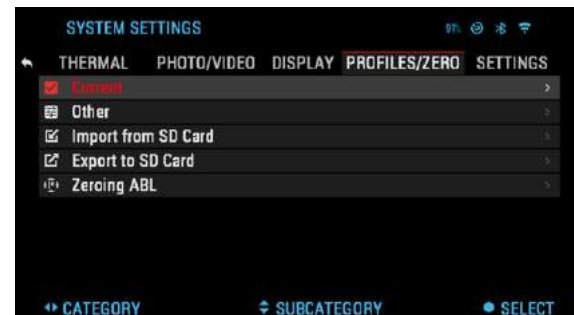 SYSTEM SETTINGS
THERMAL PHOTO/VIDEO DISPLAY PROFILES/ZERO SETTINGS
Current
Other
Import from SD Card
Export to SD Card
Zeroing ABL
CATEGORY SUBCATEGORY SELECT